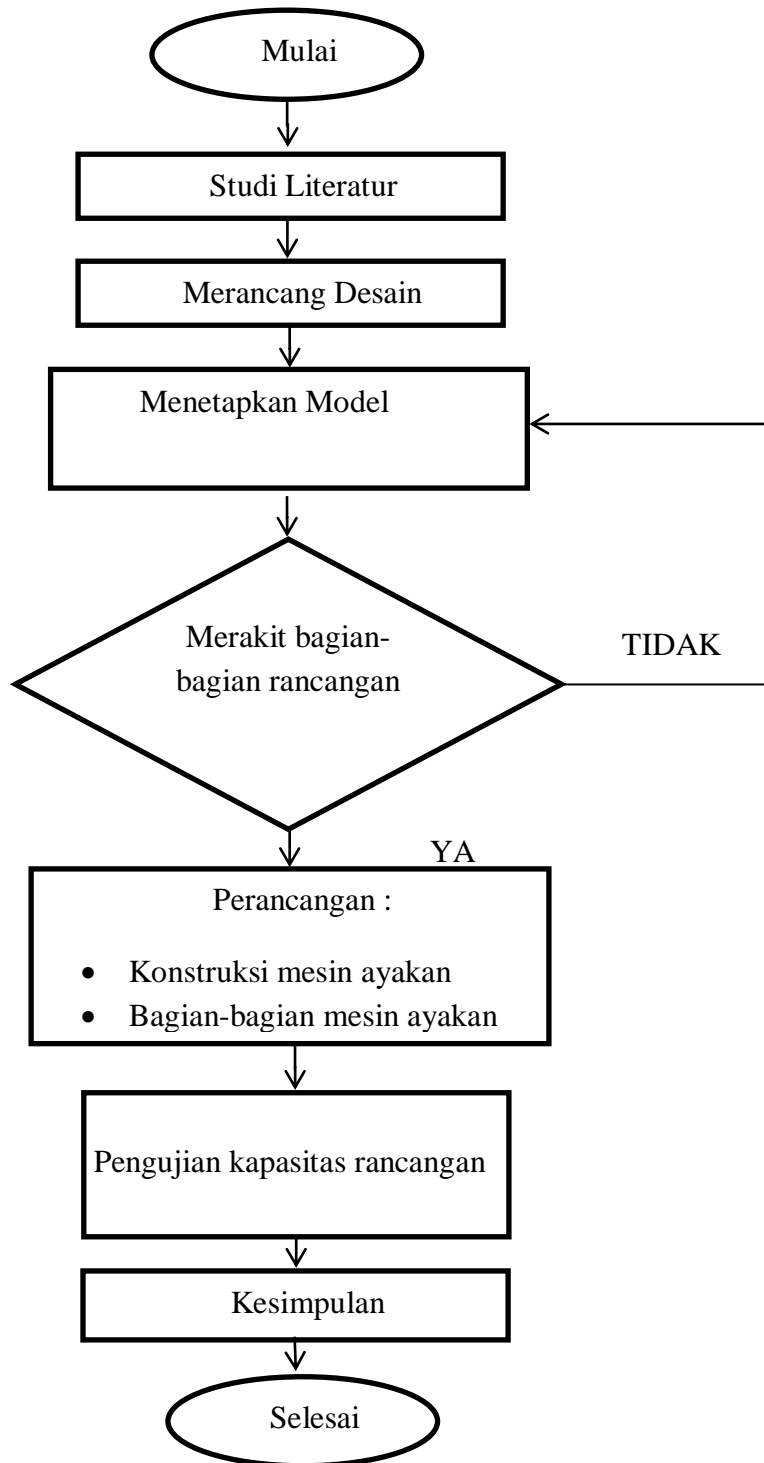 Mulai
Studi Literatur
Merancang Desain
Menetapkan Model
Merakit bagian-
bagian rancangan
TIDAK
YA
Perancangan :
• Konstruksi mesin ayakan
• Bagian-bagian mesin ayakan
Pengujian kapasitas rancangan
Kesimpulan
Selesai